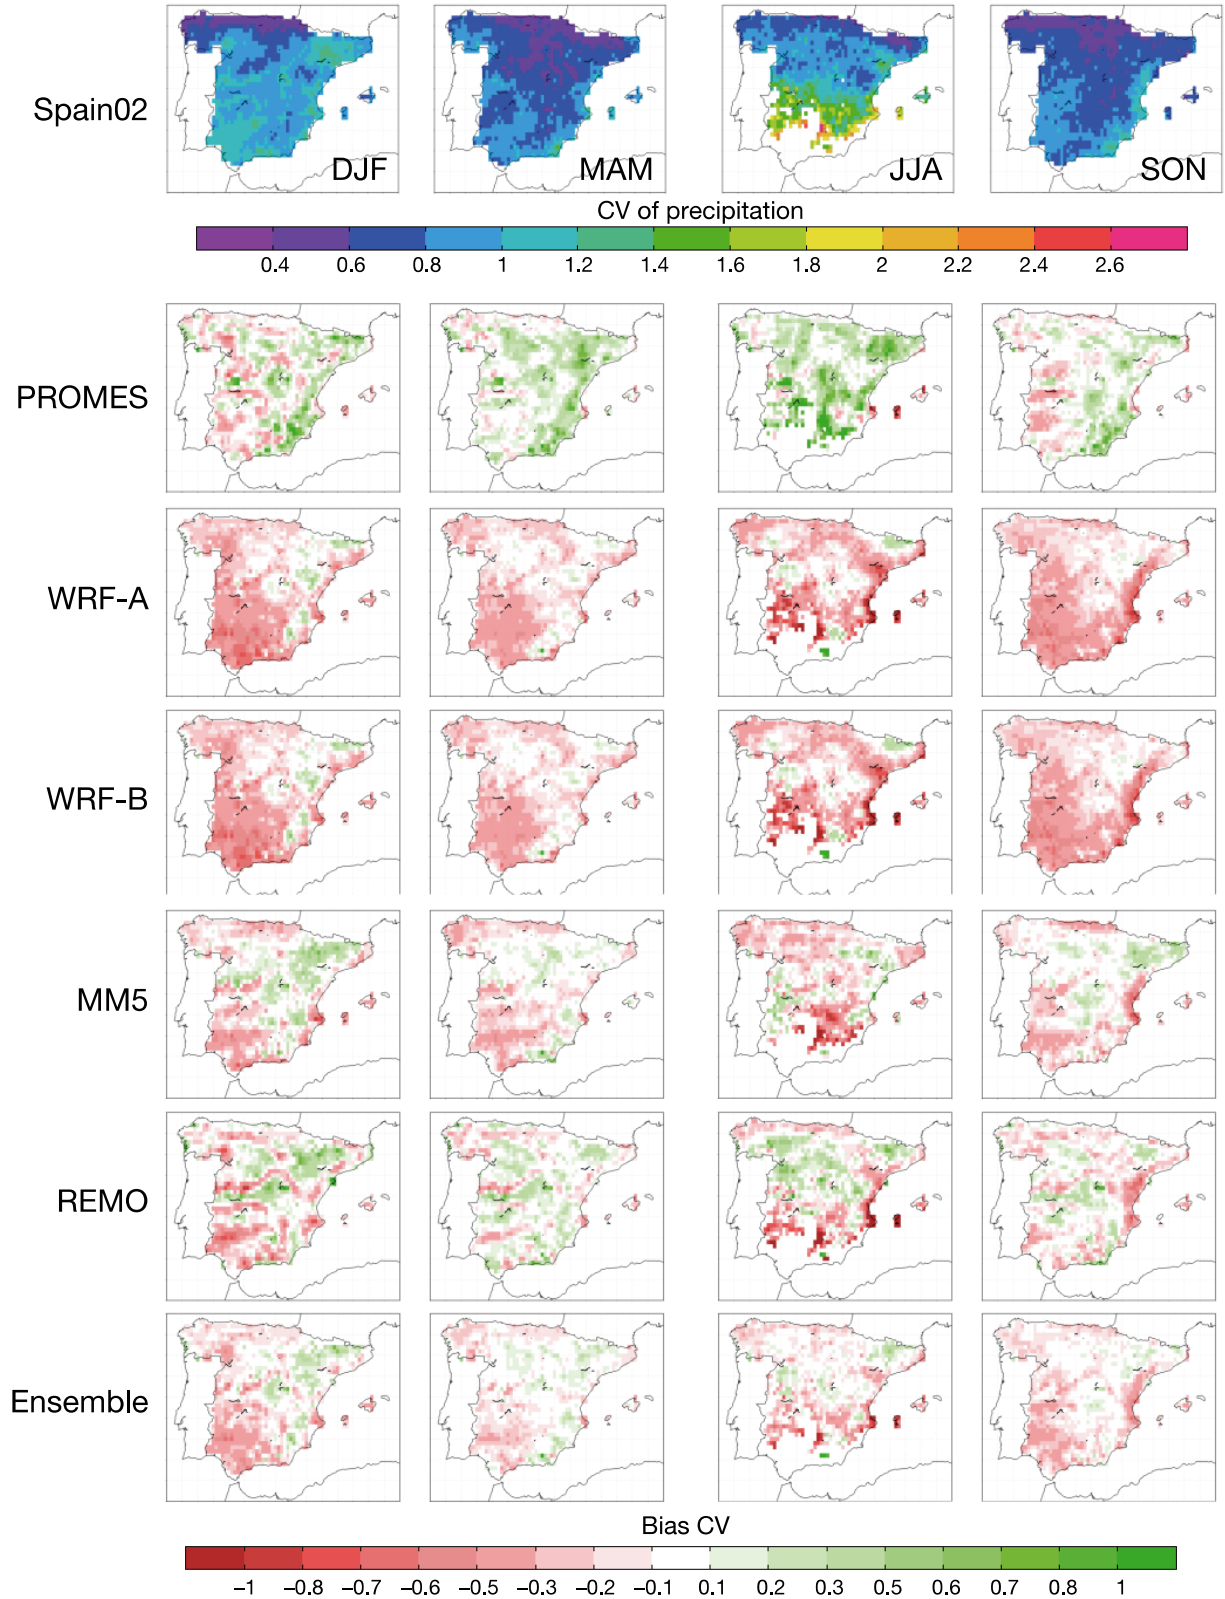 Spain02
DJF
MAM
JJA
SON
CV of precipitation
0.4 0.6 0.8 1 1.2 1.4 1.6 1.8 2 2.2 2.4 2.6
PROMES
WRF-A
WRF-B
MM5
REMO
Ensemble
Bias CV
−1 −0.8 −0.7 −0.6 −0.5 −0.3 −0.2 −0.1 0.1 0.2 0.3 0.5 0.6 0.7 0.8 1